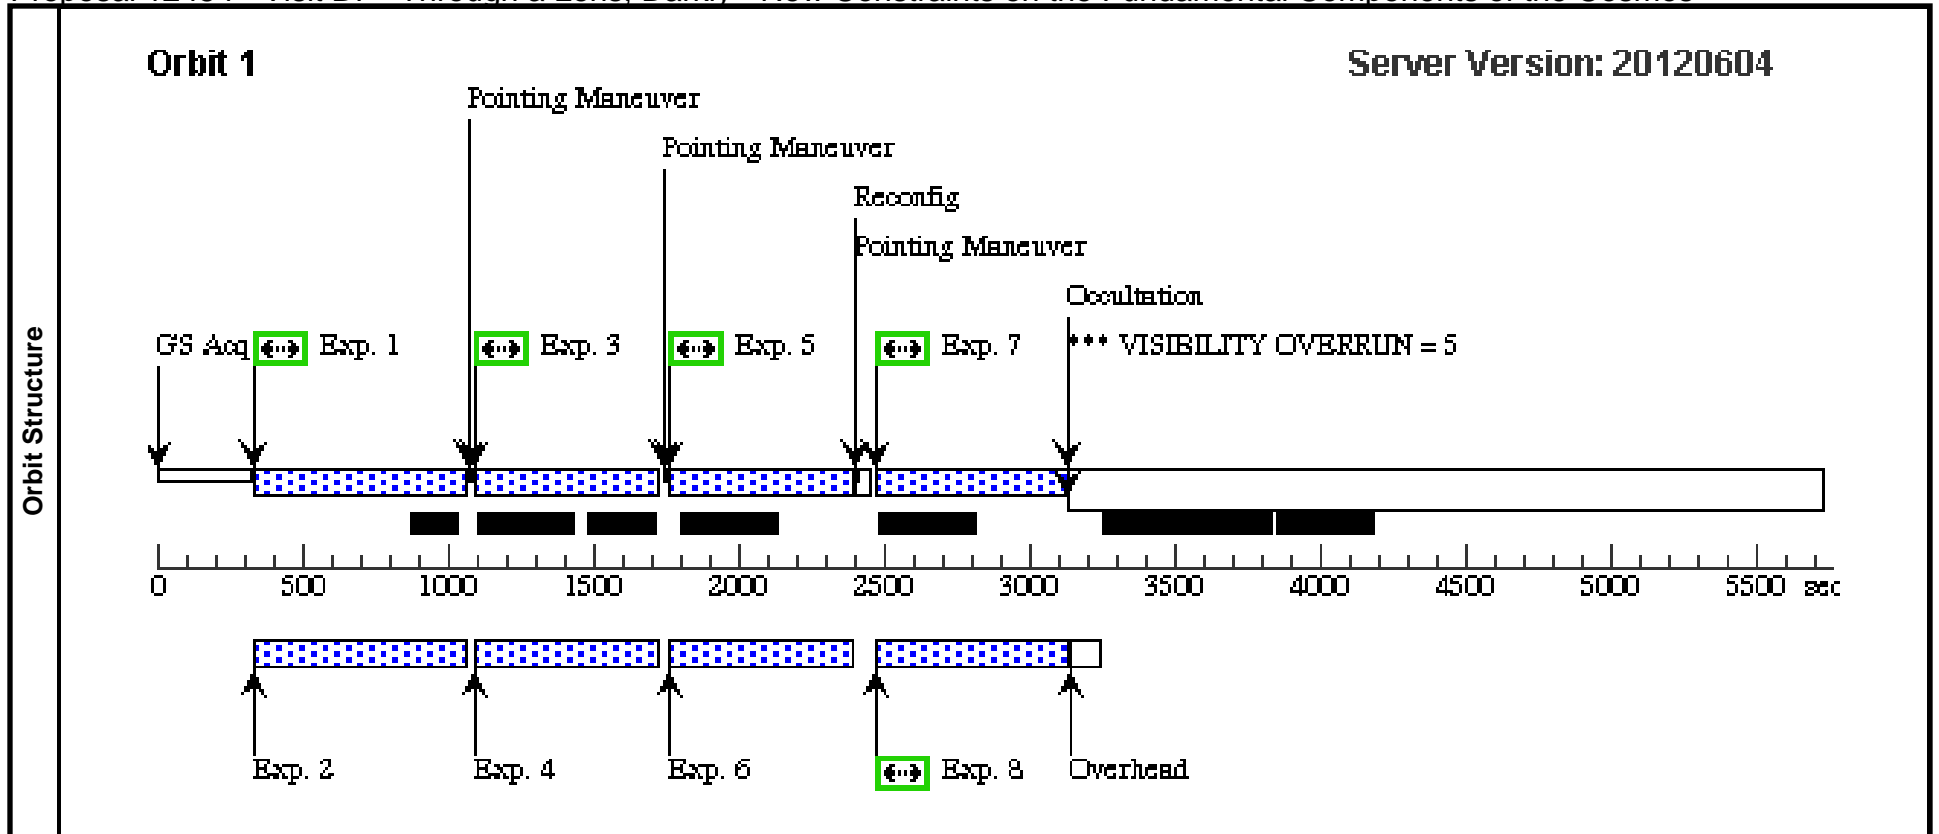 Orbit Structure
Orbit 1
Server Version: 20120604
Pointing Maneuver
Pointing Maneuver
Reconfig
Pointing Maneuver
Occultation
GS Acq
Exp. 1
Exp. 3
Exp. 5
Exp. 7
*** VISIBILITY OVERRUN = 5
0 500 1000 1500 2000 2500 3000 3500 4000 4500 5000 5500 sec
Exp. 2
Exp. 4
Exp. 6
Exp. 8
Overhead